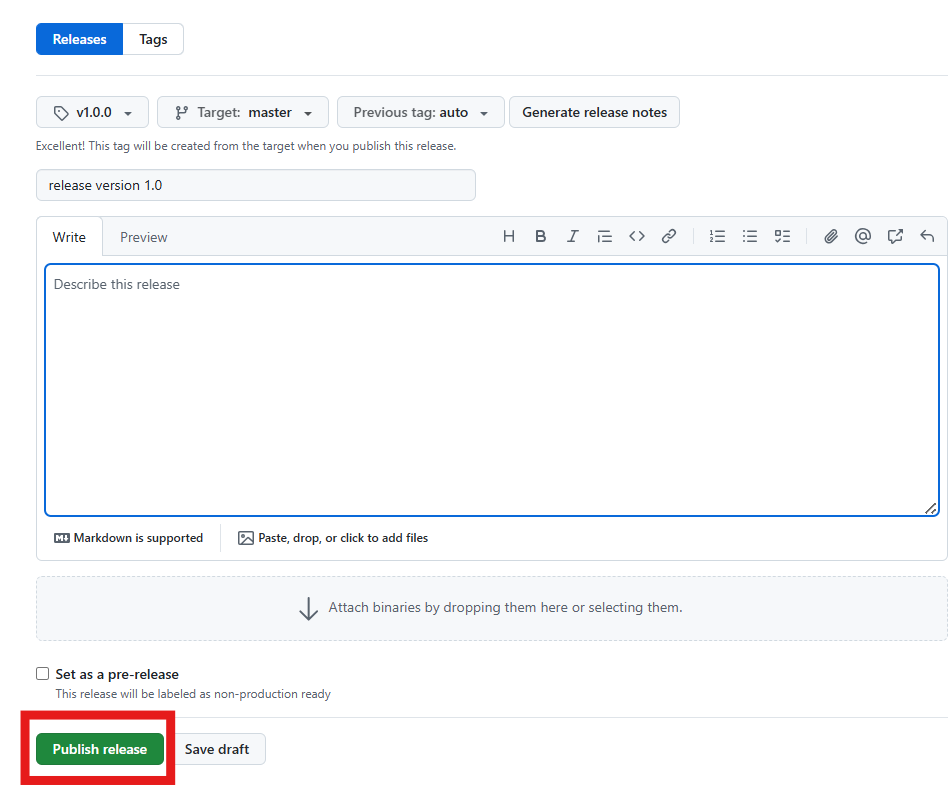 Releases Tags
v1.0.0 Target: master Previous tag: auto Generate release notes
Excellent! This tag will be created from the target when you publish this release.
release version 1.0
Write Preview H B I
Describe this release
Markdown is supported Paste, drop, or click to add files
Attach binaries by dropping them here or selecting them.
Set as a pre-release
This release will be labeled as non-production ready
Publish release Save draft